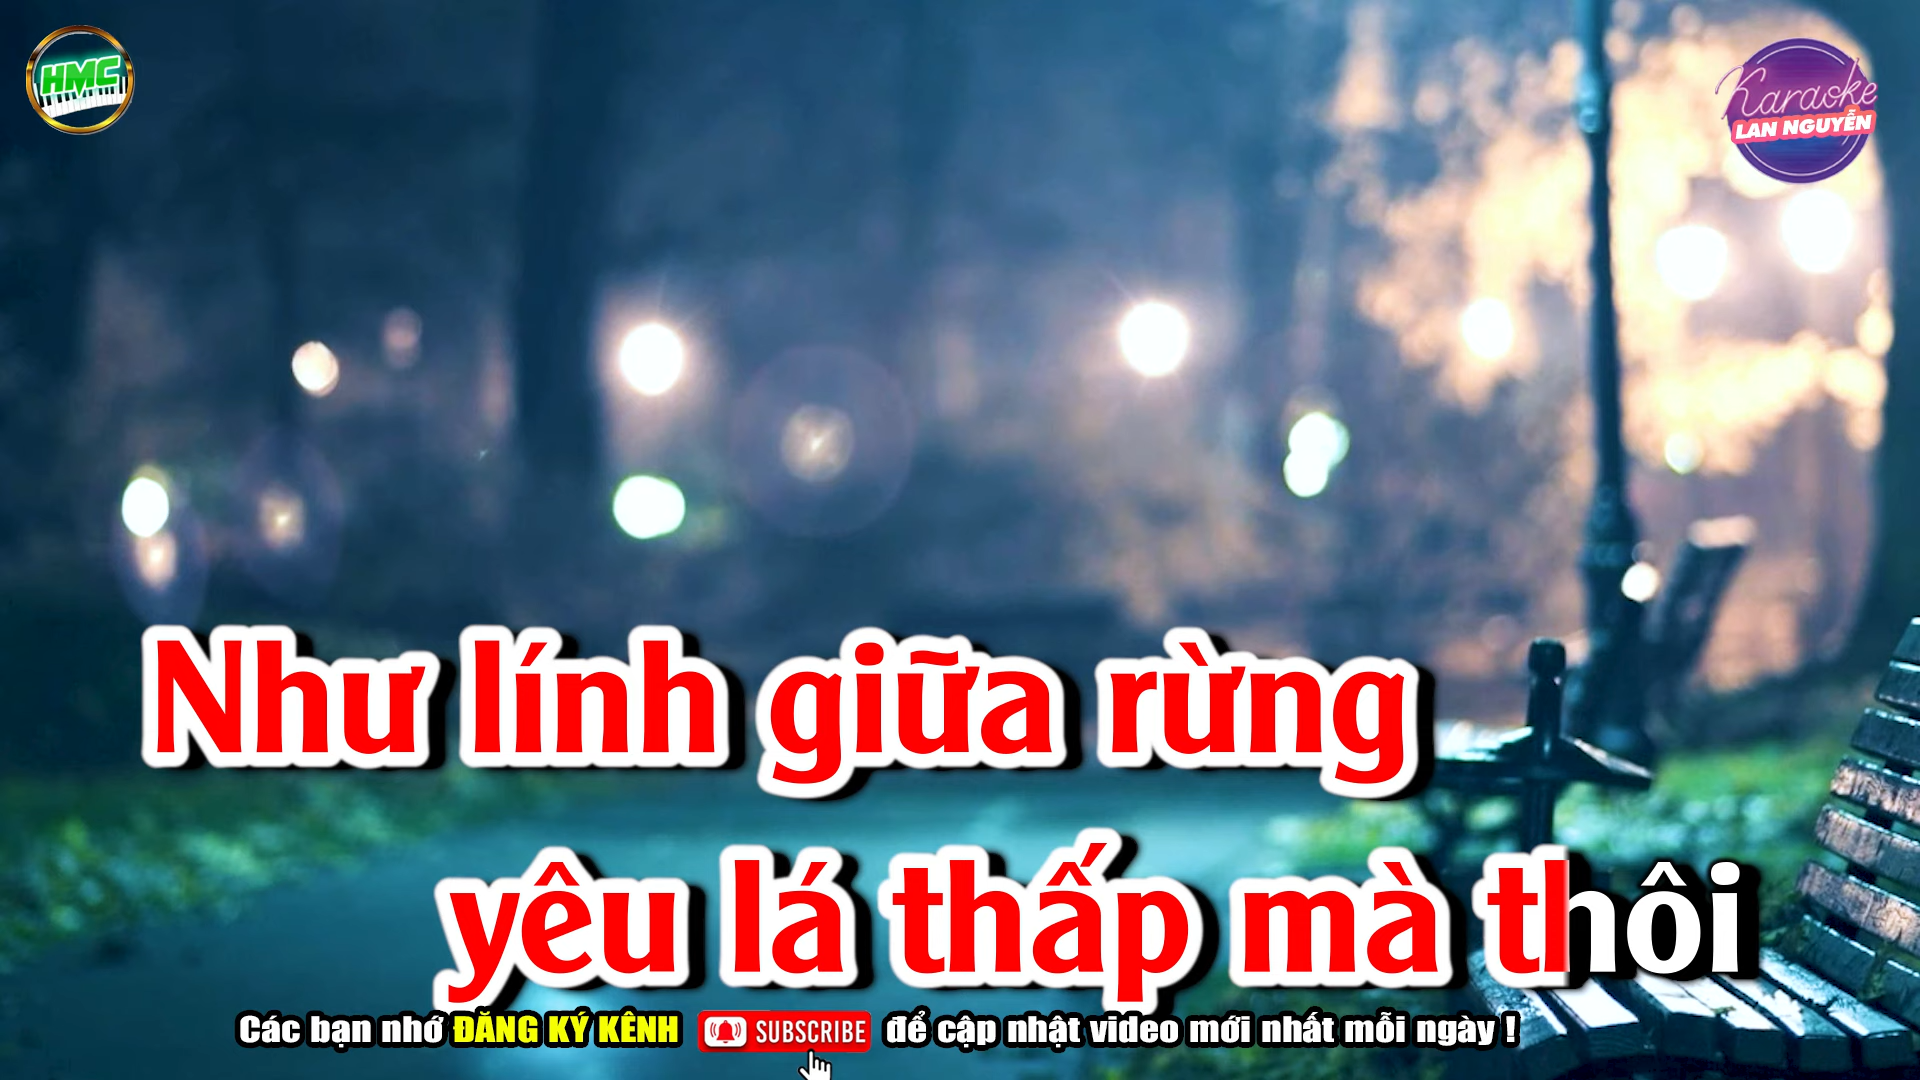 HMC
Karaoke
LAN NGUYỄN
Như lính giữa rừng
yêu lá thấp mà thôi
Các bạn nhớ ĐĂNG KÝ KÊNH SUBSCRIBE để cập nhật video mới nhất mỗi ngày !